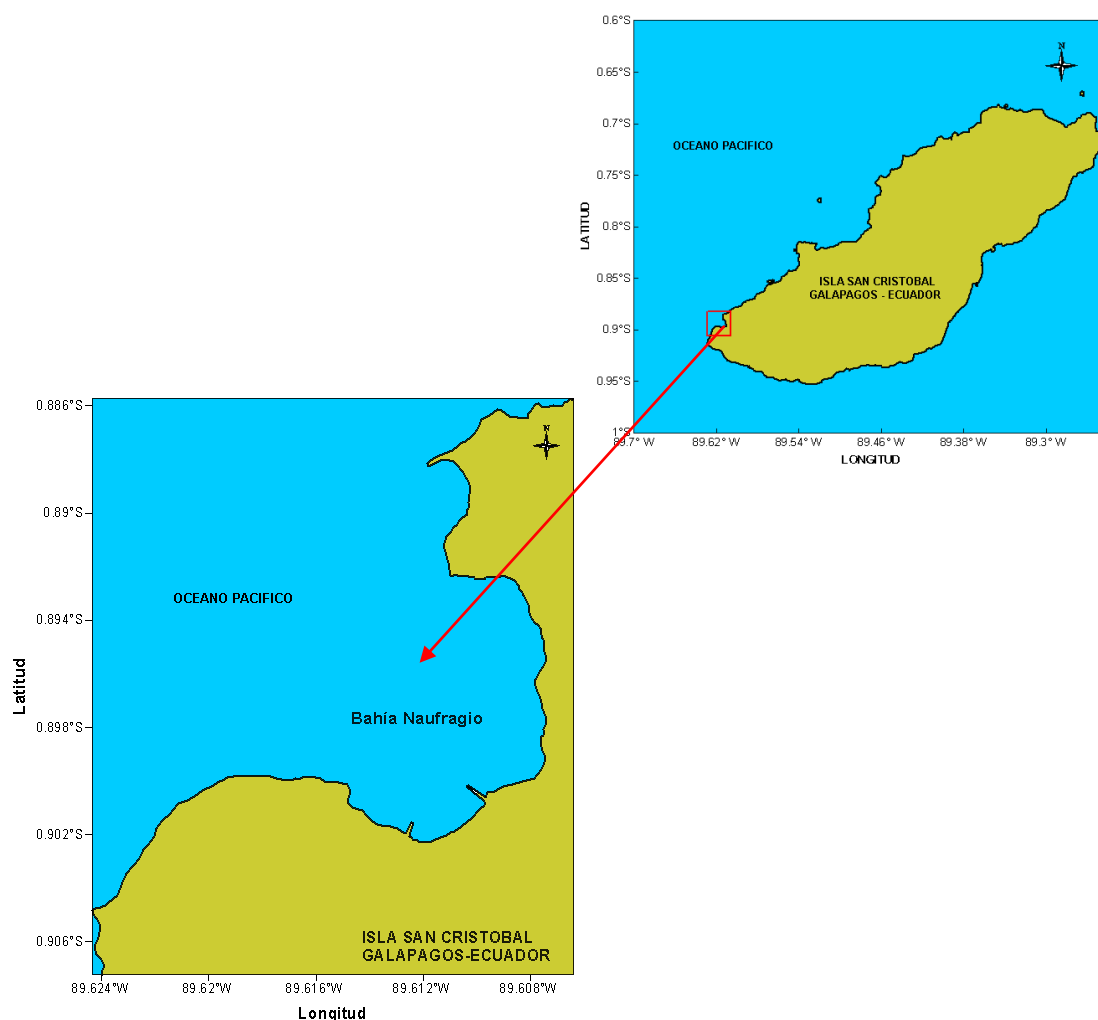 0.6°S
0.65°S
0.7°S
0.75°S
0.8°S
0.85°S
0.9°S
0.95°S
1°S
LATITUD
N
OCEANO PACIFICO
ISLA SAN CRISTOBAL
GALAPAGOS - ECUADOR
89.7°W 89.62°W 89.54°W 89.46°W 89.38°W 89.3°W
LONGITUD
0.886°S
0.89°S
0.894°S
0.898°S
0.902°S
0.906°S
Latitud
N
OCEANO PACIFICO
Bahía Naufragio
ISLA SAN CRISTOBAL
GALAPAGOS-ECUADOR
89.624°W 89.62°W 89.616°W 89.612°W 89.608°W
Longitud